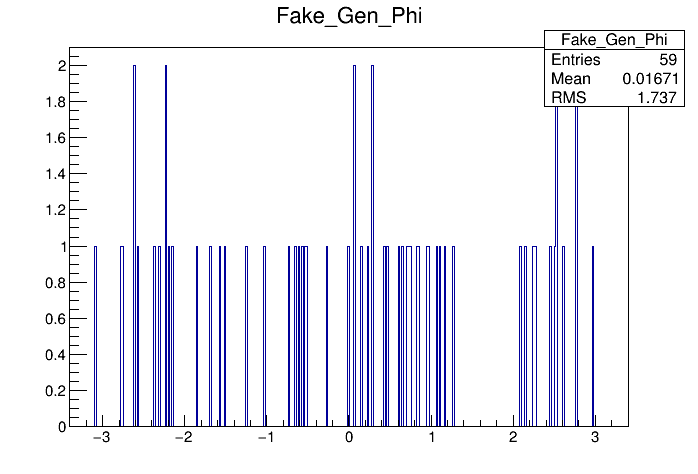 Fake_Gen_Phi
Fake_Gen_Phi
Entries 59
Mean 0.01671
RMS 1.737
2
1.8
1.6
1.4
1.2
1
0.8
0.6
0.4
0.2
0
−3 −2 −1 0 1 2 3